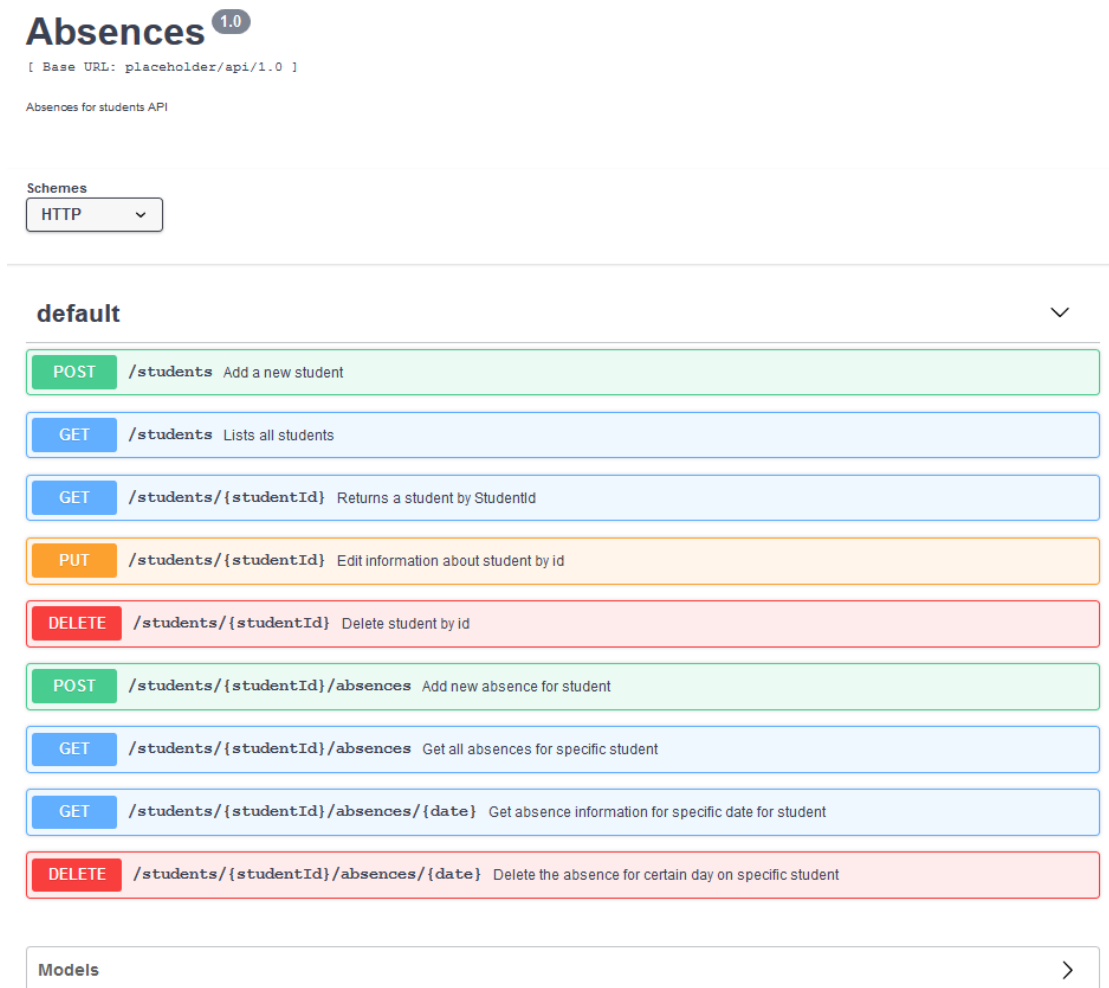 Absences 1.0
[ Base URL: placeholder/api/1.0 ]
Absences for students API
Schemes
HTTP
default
POST /students Add a new student
GET /students Lists all students
GET /students/{studentId} Returns a student by StudentId
PUT /students/{studentId} Edit information about student by id
DELETE /students/{studentId} Delete student by id
POST /students/{studentId}/absences Add new absence for student
GET /students/{studentId}/absences Get all absences for specific student
GET /students/{studentId}/absences/{date} Get absence information for specific date for student
DELETE /students/{studentId}/absences/{date} Delete the absence for certain day on specific student
Models